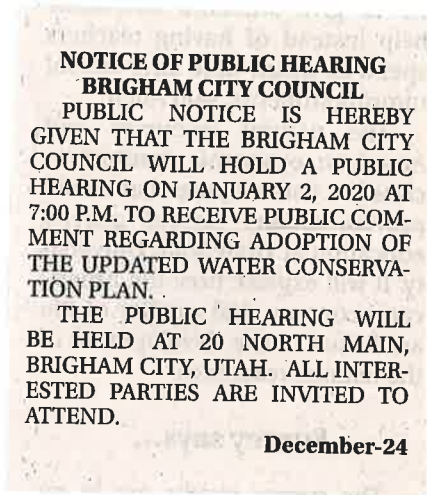 NOTICE OF PUBLIC HEARING
BRIGHAM CITY COUNCIL
PUBLIC NOTICE IS HEREBY
GIVEN THAT THE BRIGHAM CITY
COUNCIL WILL HOLD A PUBLIC
HEARING ON JANUARY 2, 2020 AT
7:00 P.M. TO RECEIVE PUBLIC COM-
MENT REGARDING ADOPTION OF
THE UPDATED WATER CONSERVA-
TION PLAN.
THE PUBLIC HEARING WILL
BE HELD AT 20 NORTH MAIN,
BRIGHAM CITY, UTAH. ALL INTER-
ESTED PARTIES ARE INVITED TO
ATTEND.
December-24